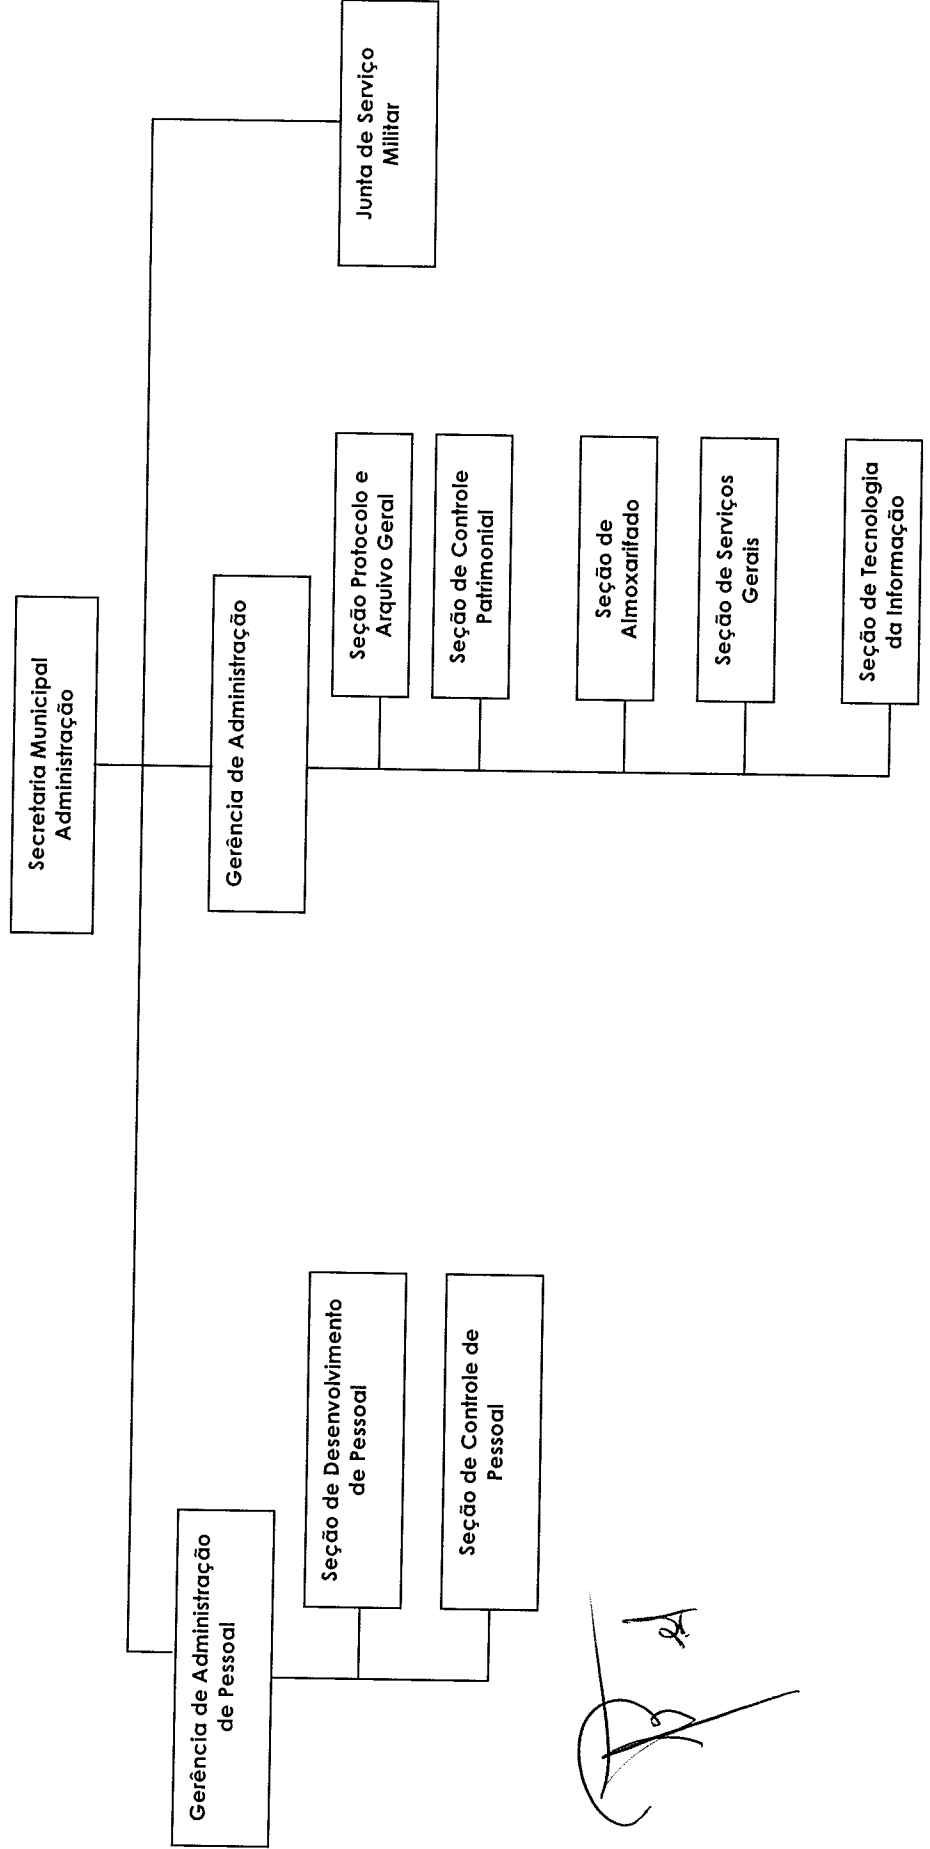 Secretaria Municipal
Administração
Gerência de Administração
de Pessoal
Seção de Desenvolvimento
de Pessoal
Seção de Controle de
Pessoal
Gerência de Administração
Seção Protocolo e
Arquivo Geral
Seção de Controle
Patrimonial
Seção de
Almoxarifado
Seção de Serviços
Gerais
Seção de Tecnologia
da Informação
Junta de Serviço
Militar